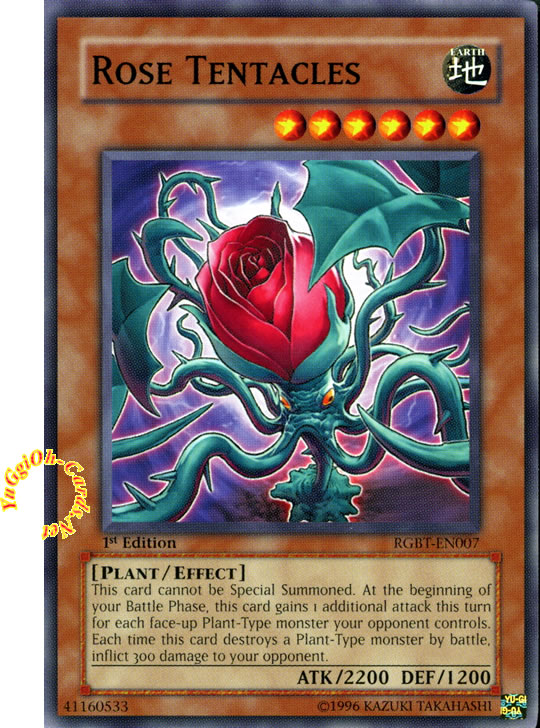 Rose Tentacles
EARTH
地
1st Edition
RGBT-EN007
[PLANT/EFFECT]
This card cannot be Special Summoned. At the beginning of
your Battle Phase, this card gains 1 additional attack this turn
for each face-up Plant-Type monster your opponent controls.
Each time this card destroys a Plant-Type monster by battle,
inflict 300 damage to your opponent.
ATK/2200 DEF/1200
41160533
©1996 KAZUKI TAKAHASHI
YuGgiOh-Cards.Net